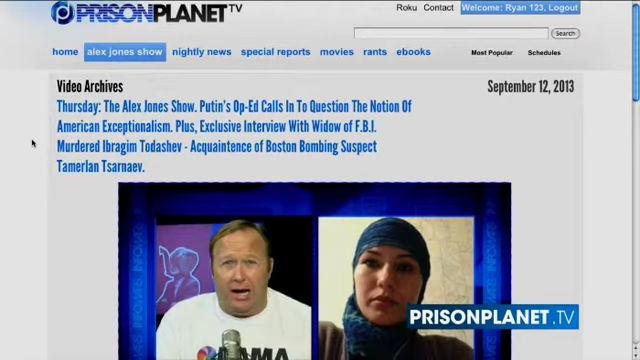 PRISONPLANET TV
Roku Contact Welcome: Ryan 123, Logout
Search
home alex jones show nightly news special reports movies rants ebooks
Most Popular Schedules
Video Archives
September 12, 2013
Thursday: The Alex Jones Show. Putin's Op-Ed Calls In To Question The Notion Of
American Exceptionalism. Plus, Exclusive Interview With Widow of F.B.I.
Murdered Ibragim Todashev - Acquaintence of Boston Bombing Suspect
Tamerlan Tsarnaev.
PRISONPLANET.TV